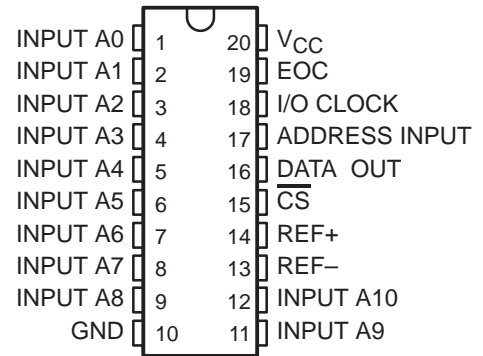 INPUT A0 1 20 VCC
INPUT A1 2 19 EOC
INPUT A2 3 18 I/O CLOCK
INPUT A3 4 17 ADDRESS INPUT
INPUT A4 5 16 DATA OUT
INPUT A5 6 15 C̅S̅
INPUT A6 7 14 REF+
INPUT A7 8 13 REF–
INPUT A8 9 12 INPUT A10
GND 10 11 INPUT A9